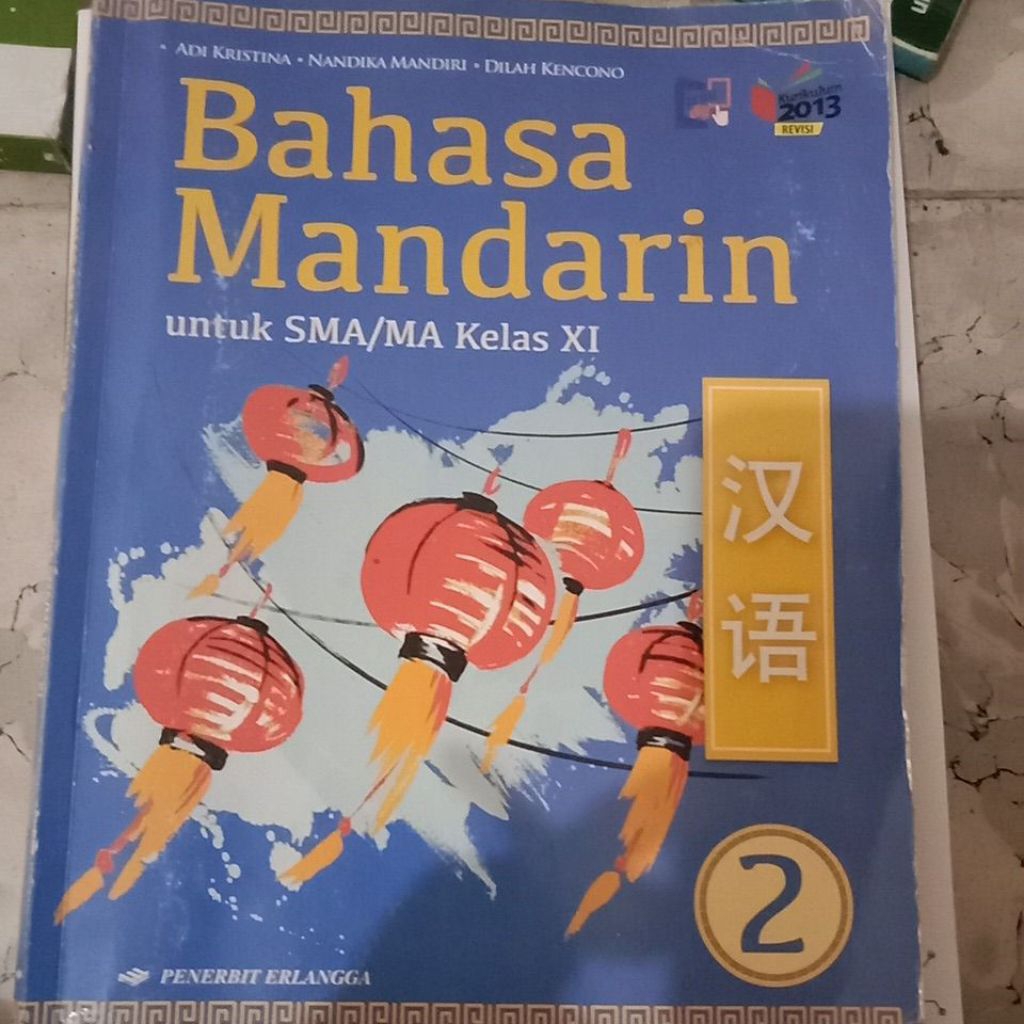 • ADI KRISTINA • NANDIKA MANDIRI • DILAH KENCONO
Kurikulum
2013
REVISI
Bahasa
Mandarin
untuk SMA/MA Kelas XI
汉
语
2
PENERBIT ERLANGGA